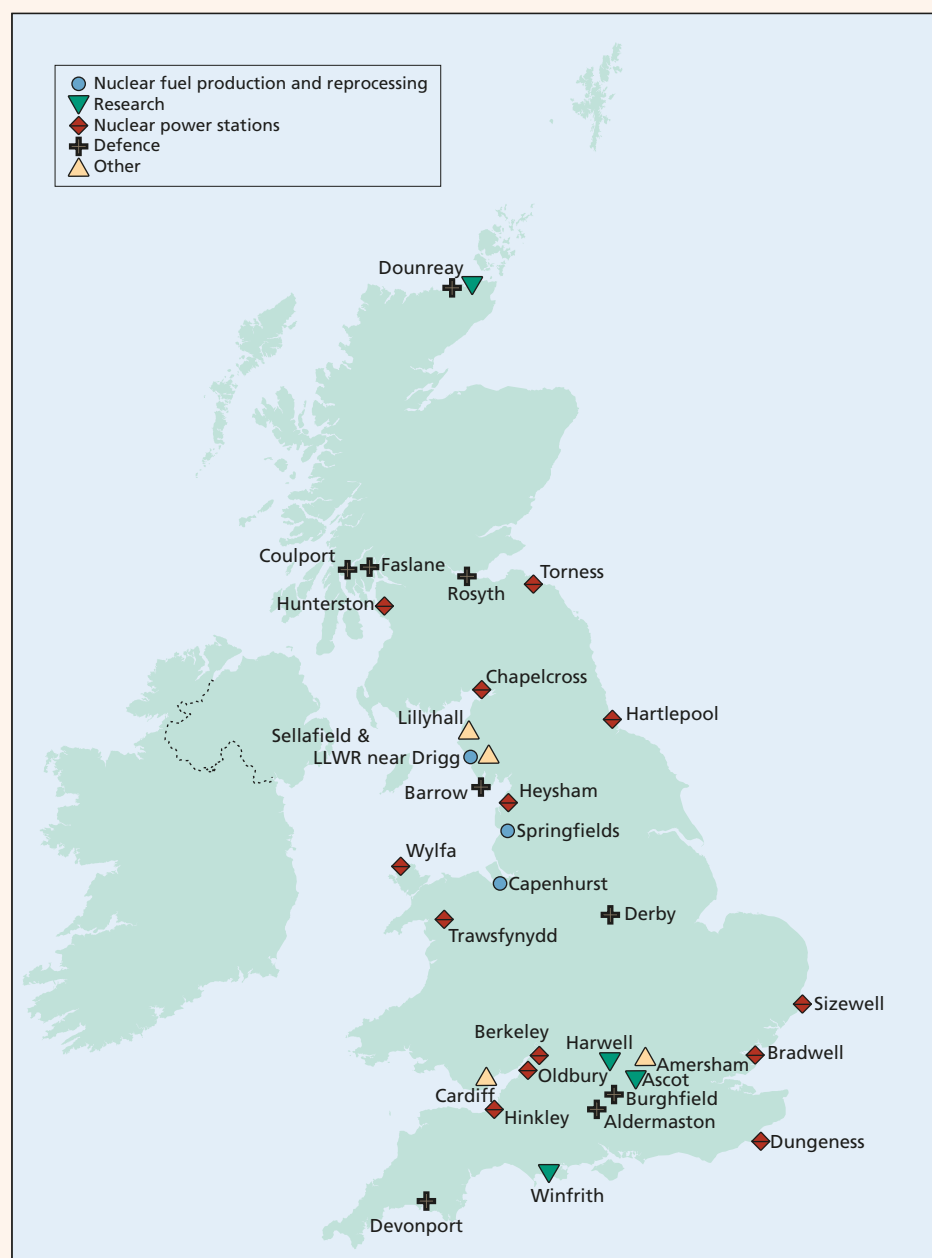 Nuclear fuel production and reprocessing
Research
Nuclear power stations
Defence
Other
Dounreay
Coulport
Faslane
Rosyth
Torness
Hunterston
Chapelcross
Lillyhall
Hartlepool
Sellafield &
LLWR near Drigg
Barrow
Heysham
Springfields
Wylfa
Capenhurst
Derby
Trawsfynydd
Sizewell
Berkeley
Harwell
Bradwell
Amersham
Oldbury
Ascot
Cardiff
Burghfield
Hinkley
Aldermaston
Dungeness
Winfrith
Devonport